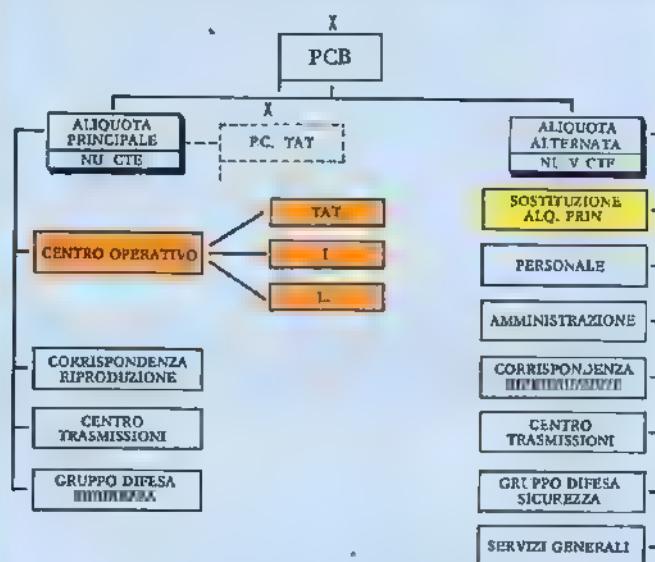 X
PCB
ALIQUOTA
PRINCIPALE
NU CTE
X
P.C. TAT
ALIQUOTA
ALTERNATA
CENTRO OPERATIVO
TAT
I
L.
CORRISPONDENZA
RIPRODUZIONE
CENTRO
TRASMISSIONI
GRUPPO DIFESA
SOSTITUZIONE
ALQ. PRIN
PERSONALE
AMMINISTRAZIONE
CORRISPONDENZA
CENTRO
TRASMISSIONI
GRUPPO DIFESA
SICUREZZA
SERVIZI GENERALI